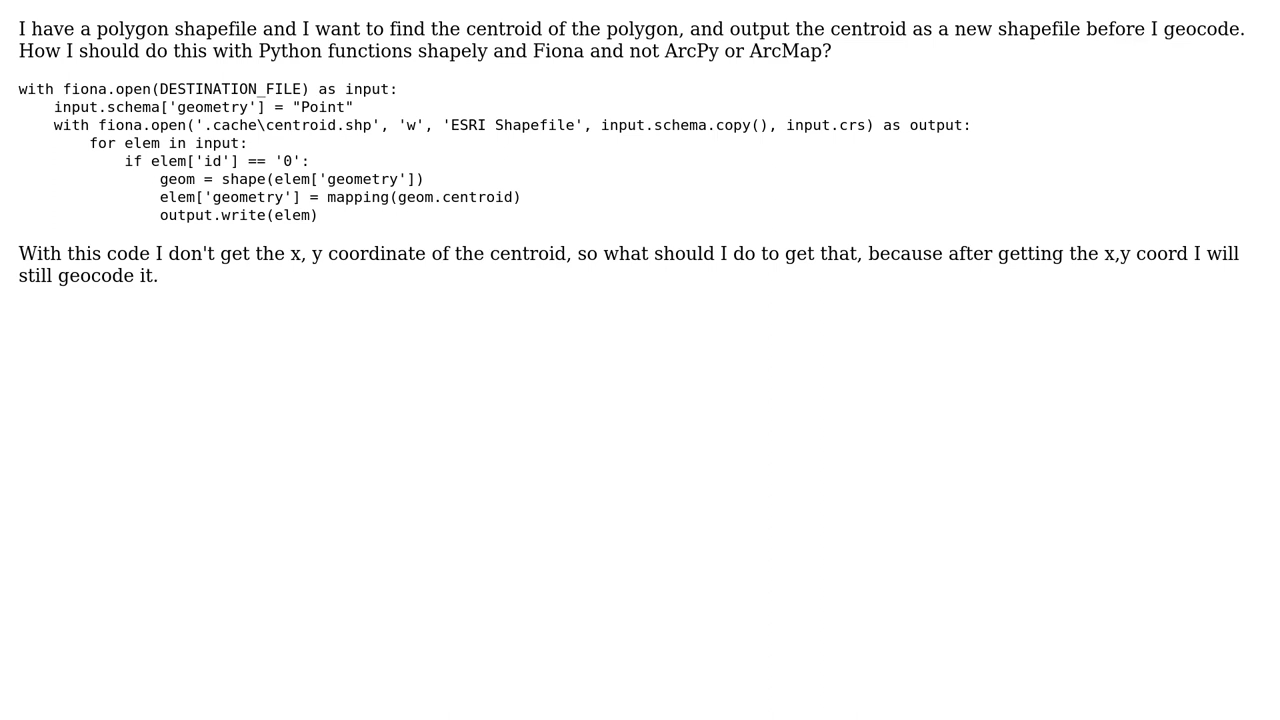 I have a polygon shapefile and I want to find the centroid of the polygon, and output the centroid as a new shapefile before I geocode.
How I should do this with Python functions shapely and Fiona and not ArcPy or ArcMap?
with fiona.open(DESTINATION_FILE) as input:
    input.schema['geometry'] = "Point"
    with fiona.open('.cache\centroid.shp', 'w', 'ESRI Shapefile', input.schema.copy(), input.crs) as output:
        for elem in input:
            if elem['id'] == '0':
                geom = shape(elem['geometry'])
                elem['geometry'] = mapping(geom.centroid)
                output.write(elem)
With this code I don't get the x, y coordinate of the centroid, so what should I do to get that, because after getting the x,y coord I will
still geocode it.